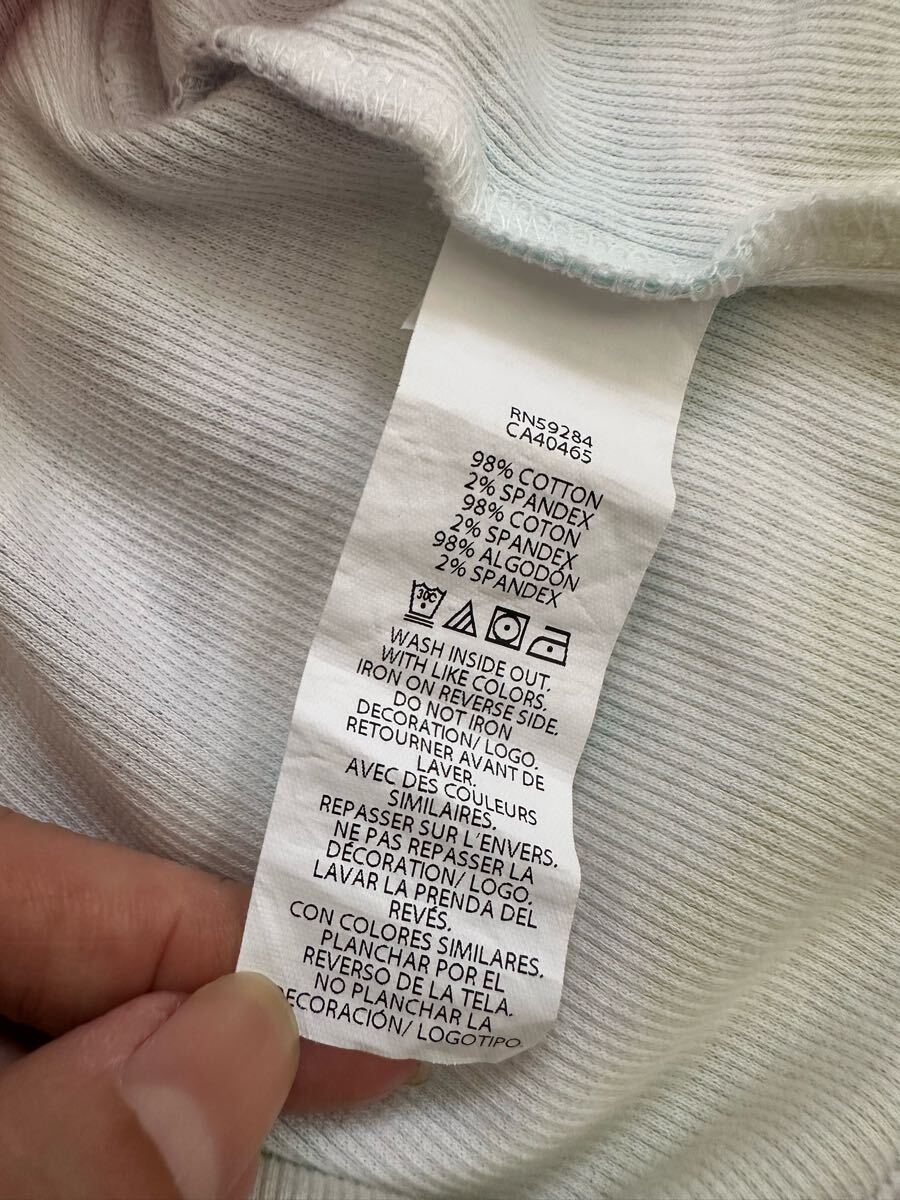 RN59284
CA40465
98% COTTON
2% SPANDEX
98% COTON
2% SPANDEX
98% ALGODÓN
2% SPANDEX
30C
WASH INSIDE OUT.
WITH LIKE COLORS.
IRON ON REVERSE SIDE.
DO NOT IRON
DECORATION/ LOGO.
RETOURNER AVANT DE
LAVER.
AVEC DES COULEURS
SIMILAIRES.
REPASSER SUR L'ENVERS.
NE PAS REPASSER LA
DÉCORATION/ LOGO.
LAVAR LA PRENDA DEL
REVÉS.
CON COLORES SIMILARES.
PLANCHAR POR EL
REVERSO DE LA TELA.
NO PLANCHAR LA
DECORACIÓN/ LOGOTIPO.